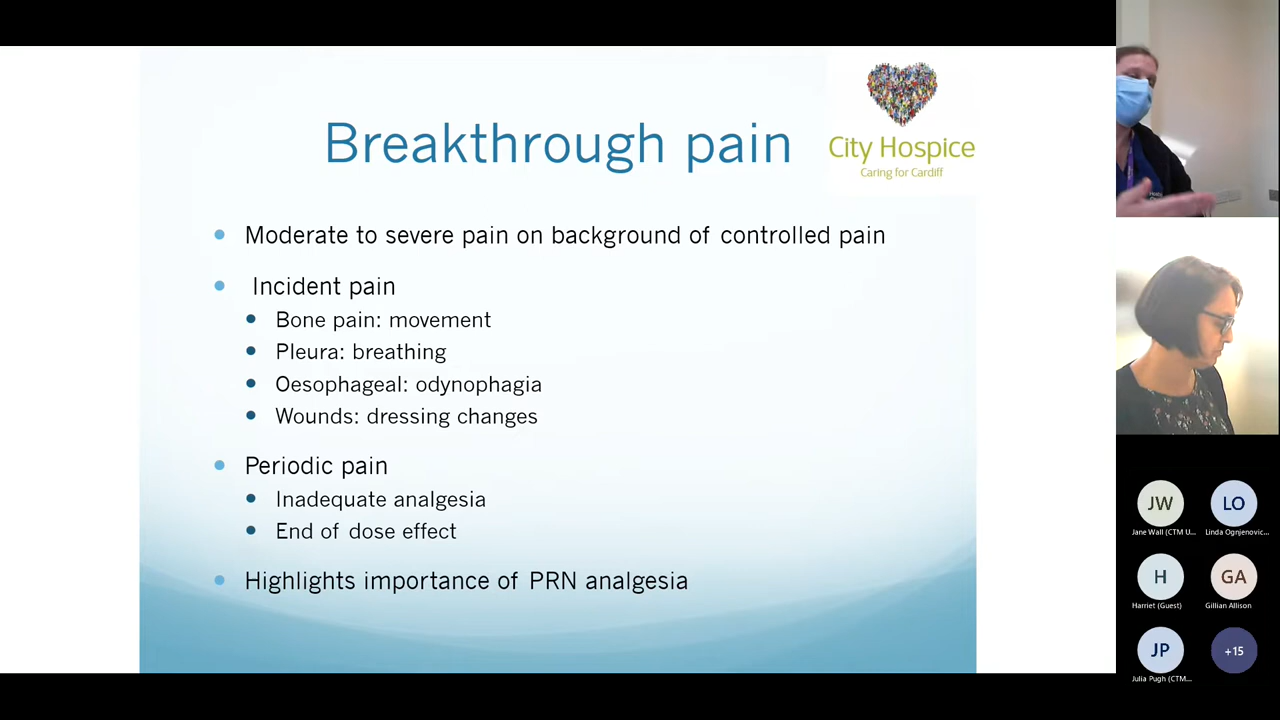 Breakthrough pain
City Hospice
Caring for Cardiff
Moderate to severe pain on background of controlled pain
Incident pain
Bone pain: movement
Pleura: breathing
Oesophageal: odynophagia
Wounds: dressing changes
Periodic pain
Inadequate analgesia
End of dose effect
Highlights importance of PRN analgesia
JW
LO
Jane Wall (CTM U...
Linda Ognjenovic...
H
GA
Harriet (Guest)
Gillian Allison
JP
+15
Julia Pugh (CTM...